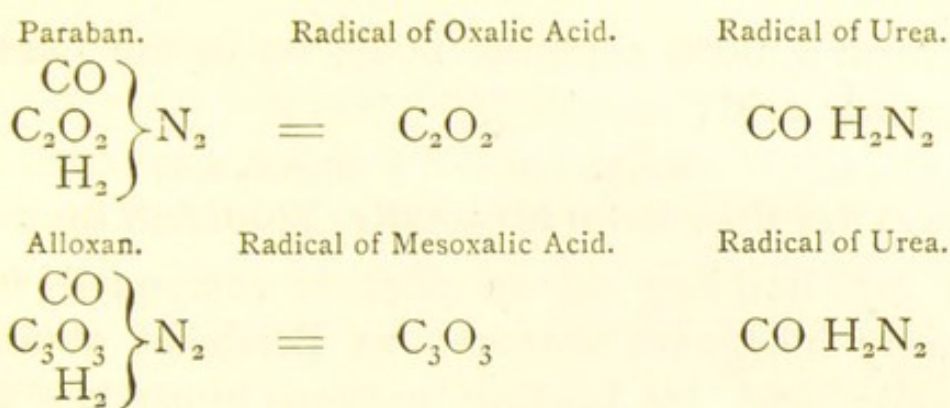 Paraban. Radical of Oxalic Acid. Radical of Urea.
CO
C₂O₂ } N₂ = C₂O₂ CO H₂N₂
H₂
Alloxan. Radical of Mesoxalic Acid. Radical of Urea.
CO
C₃O₃ } N₂ = C₃O₃ CO H₂N₂
H₂